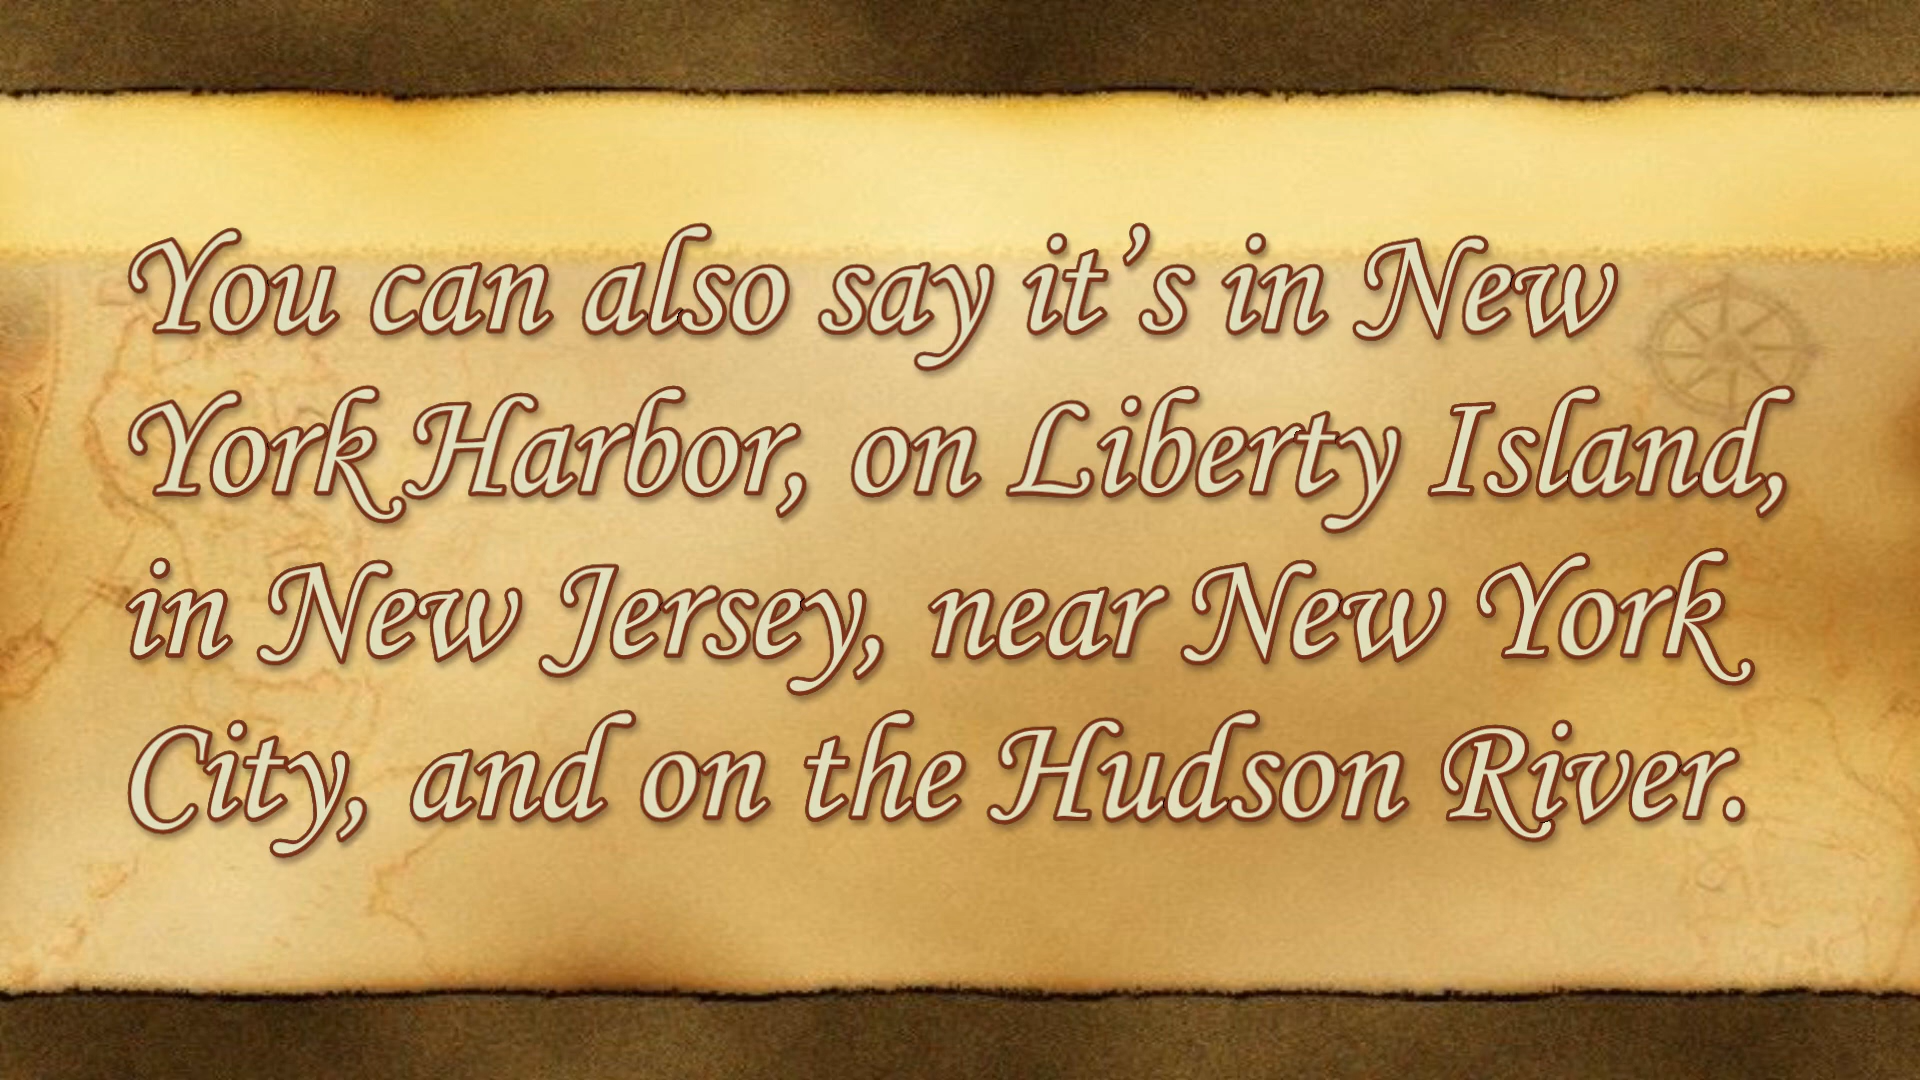 You can also say it’s in New
York Harbor, on Liberty Island,
in New Jersey, near New York
City, and on the Hudson River.